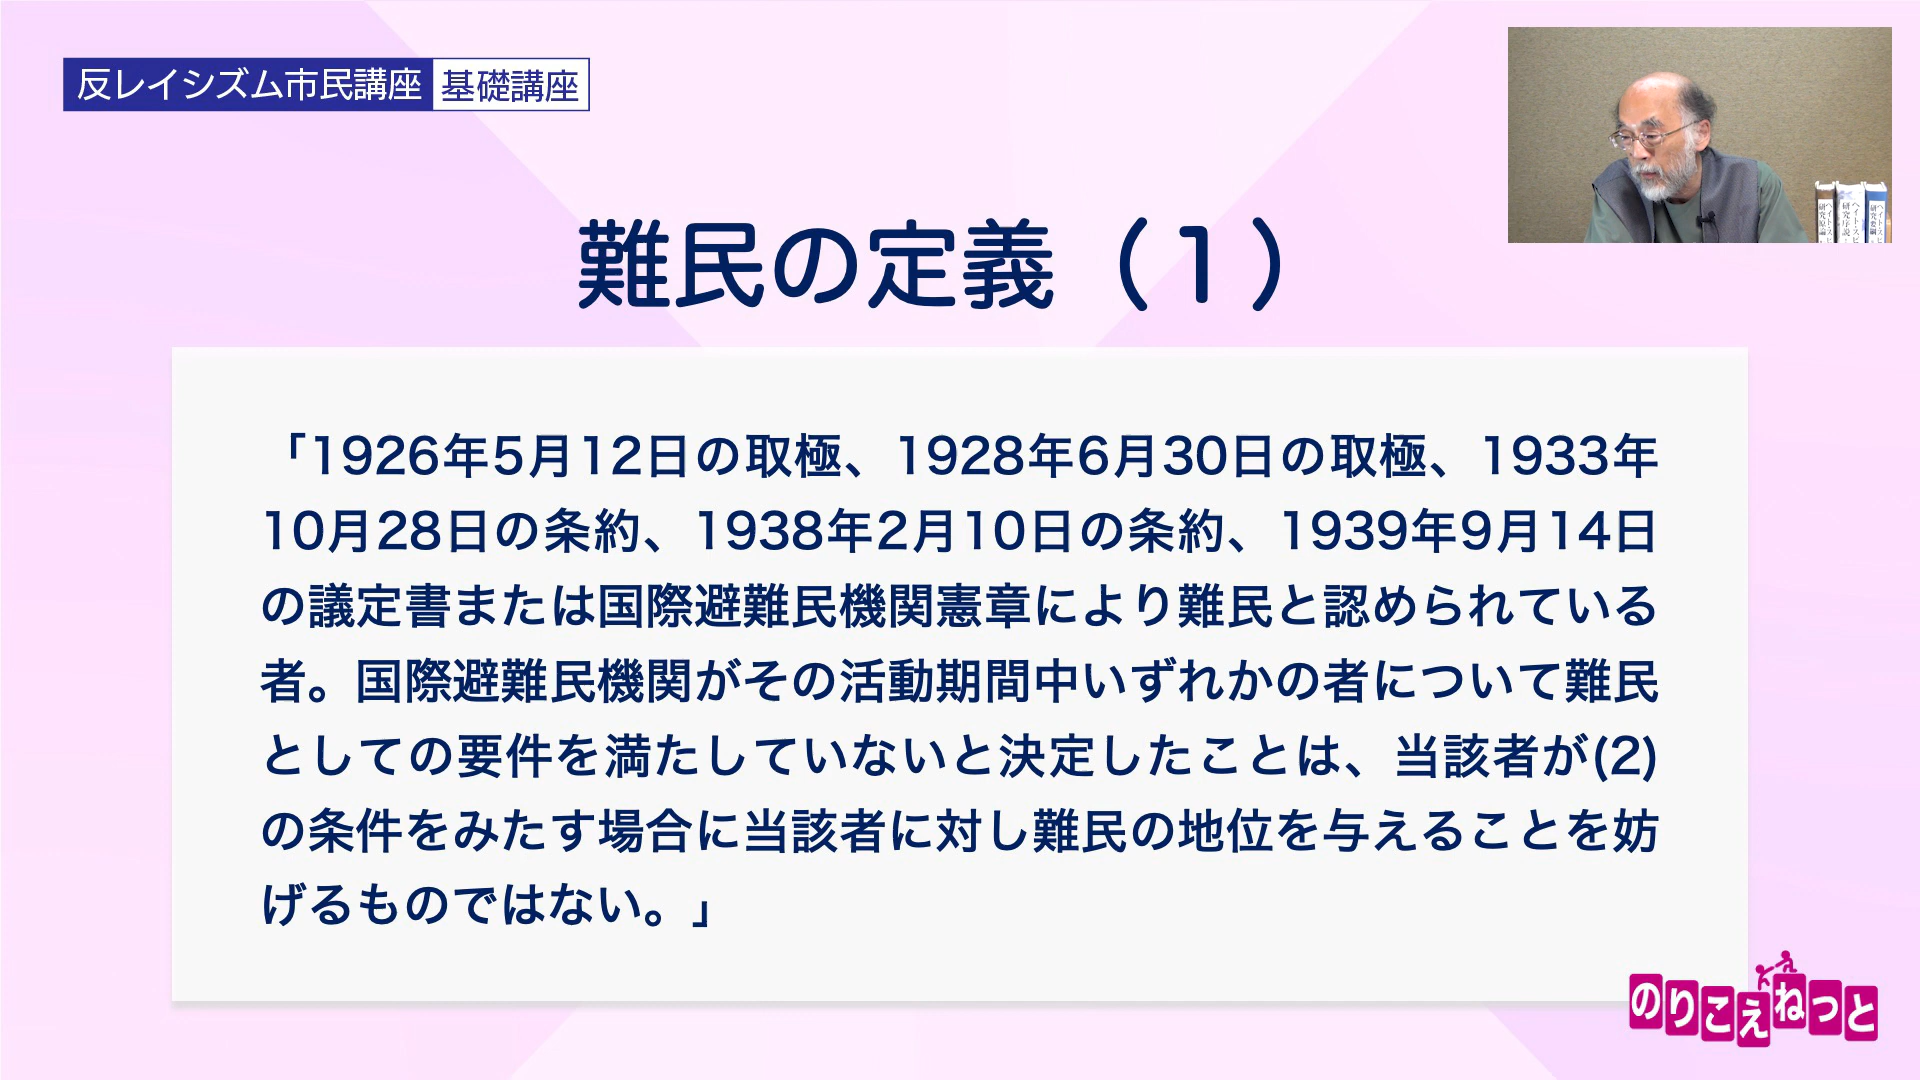 反レイシズム市民講座 基礎講座
難民の定義（1）
「1926年5月12日の取極、1928年6月30日の取極、1933年
10月28日の条約、1938年2月10日の条約、1939年9月14日
の議定書または国際避難民機関憲章により難民と認められている
者。国際避難民機関がその活動期間中いずれかの者について難民
としての要件を満たしていないと決定したことは、当該者が(2)
の条件をみたす場合に当該者に対し難民の地位を与えることを妨
げるものではない。」
のりこえねっと